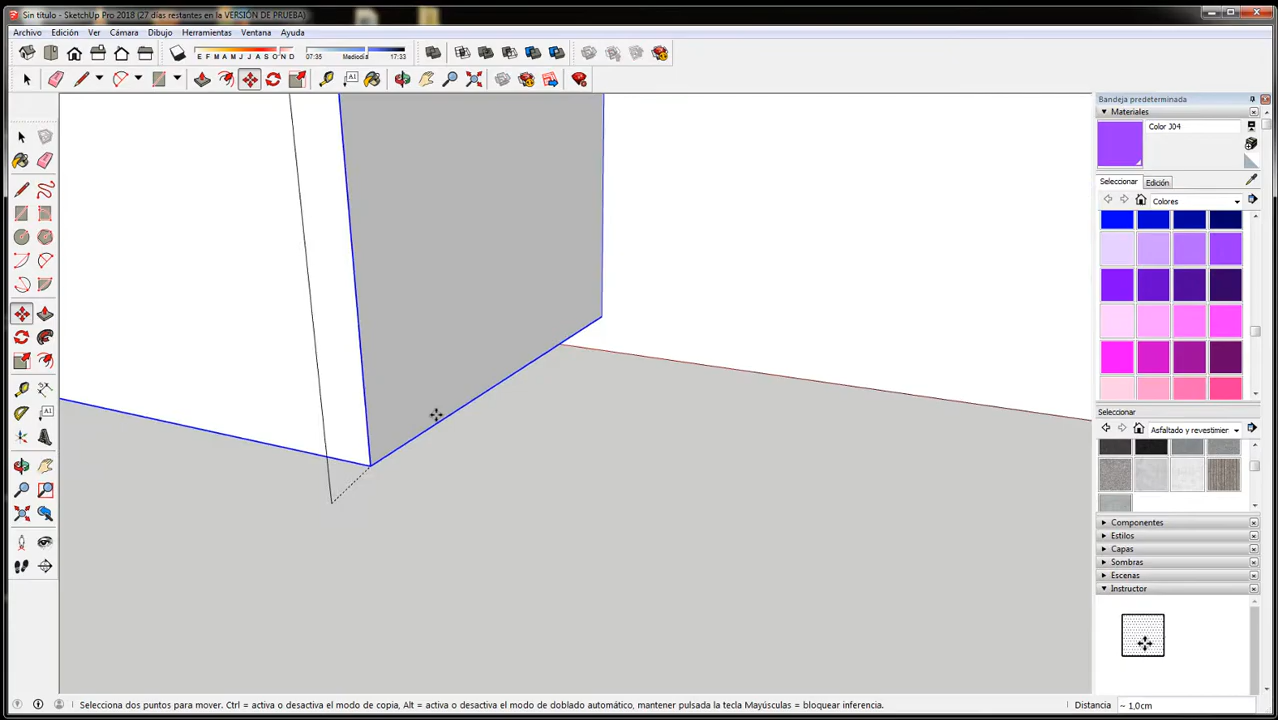 Sin título - SketchUp Pro 2018 (27 días restantes en la VERSIÓN DE PRUEBA)
Archivo Edición Ver Cámara Dibujo Herramientas Ventana Ayuda
E F M A M J J A S O N D 07:35 Mediodía 17:33
A1
Bandeja predeterminada
Materiales
Color J04
Seleccionar Edición
Colores
A1
Seleccionar
Asfaltado y revestimier
Componentes
Estilos
Capas
Sombras
Escenas
Instructor
Selecciona dos puntos para mover. Ctrl = activa o desactiva el modo de copia, Alt = activa o desactiva el modo de doblado automático, mantener pulsada la tecla Mayúsculas = bloquear inferencia.
Distancia ~ 1,0cm